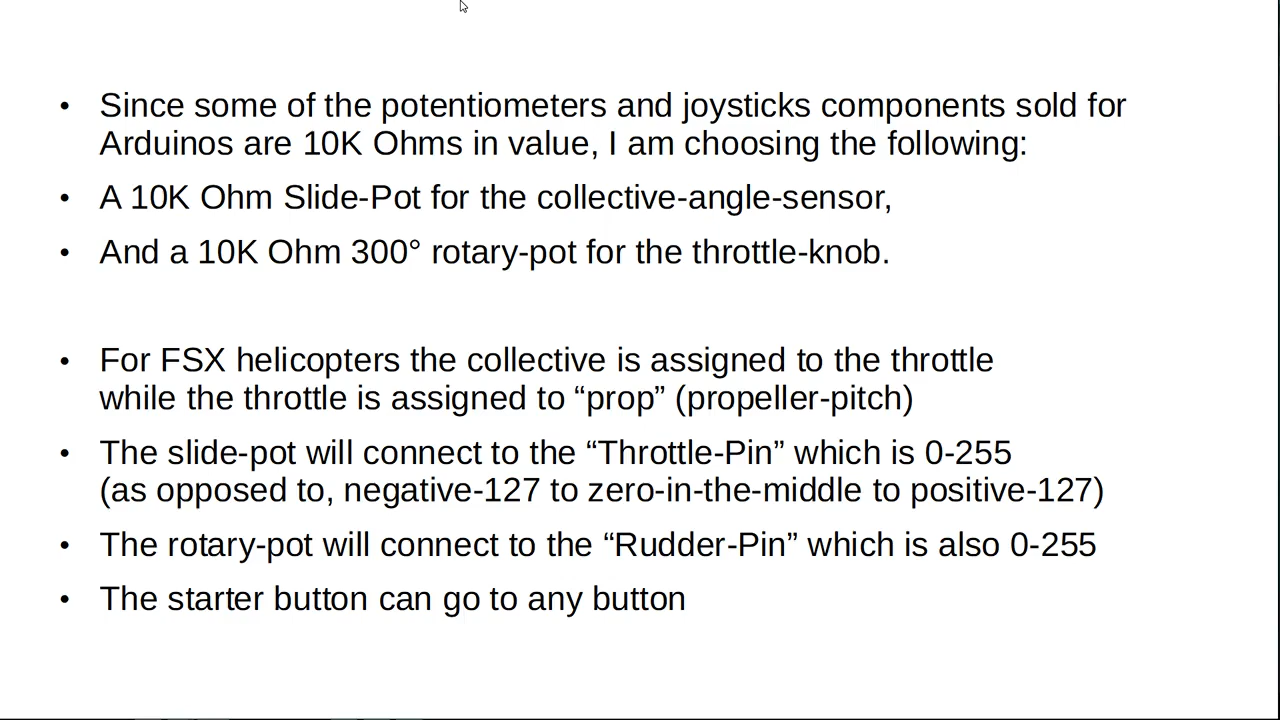 • Since some of the potentiometers and joysticks components sold for
Arduinos are 10K Ohms in value, I am choosing the following:
• A 10K Ohm Slide-Pot for the collective-angle-sensor,
• And a 10K Ohm 300° rotary-pot for the throttle-knob.
• For FSX helicopters the collective is assigned to the throttle
while the throttle is assigned to “prop” (propeller-pitch)
• The slide-pot will connect to the “Throttle-Pin” which is 0-255
(as opposed to, negative-127 to zero-in-the-middle to positive-127)
• The rotary-pot will connect to the “Rudder-Pin” which is also 0-255
• The starter button can go to any button